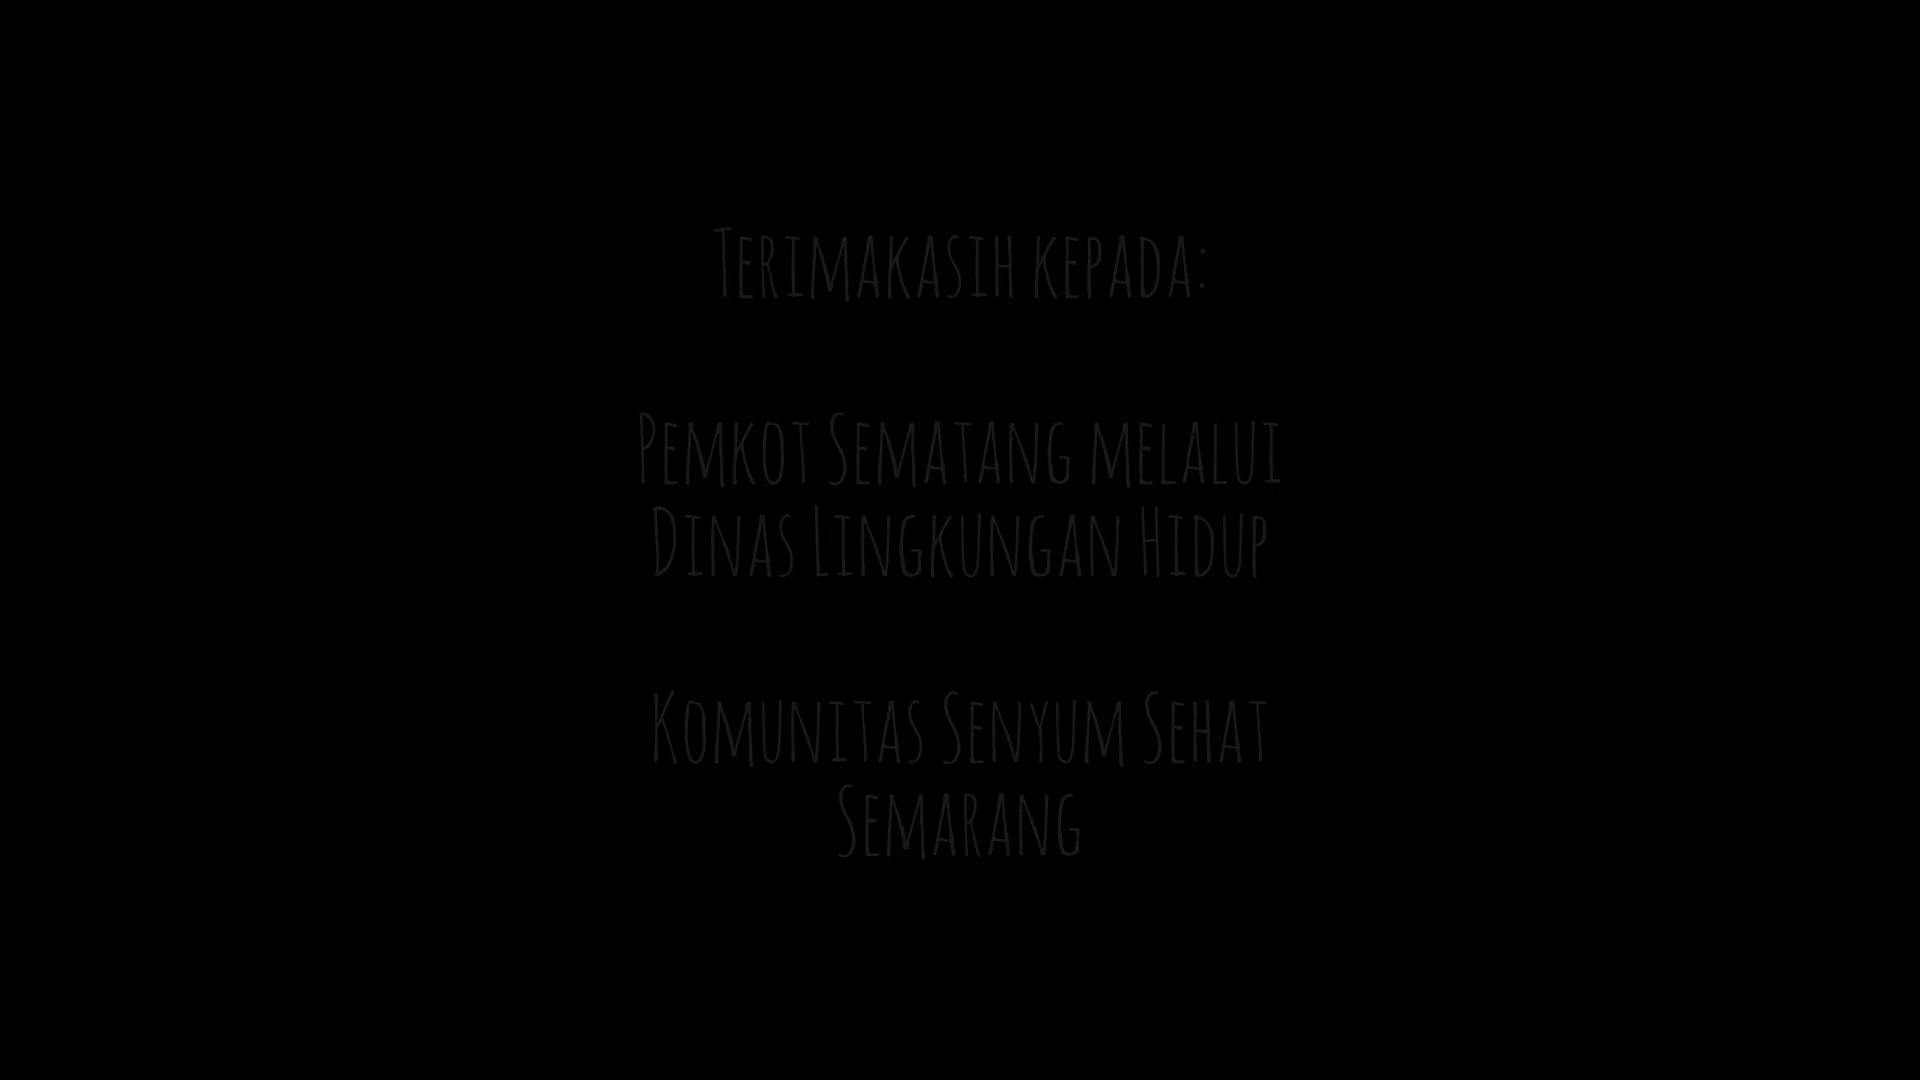 Terimakasih kepada:
Pemkot Sematang melalui
Dinas Lingkungan Hidup
Komunitas Senyum Sehat
Semarang